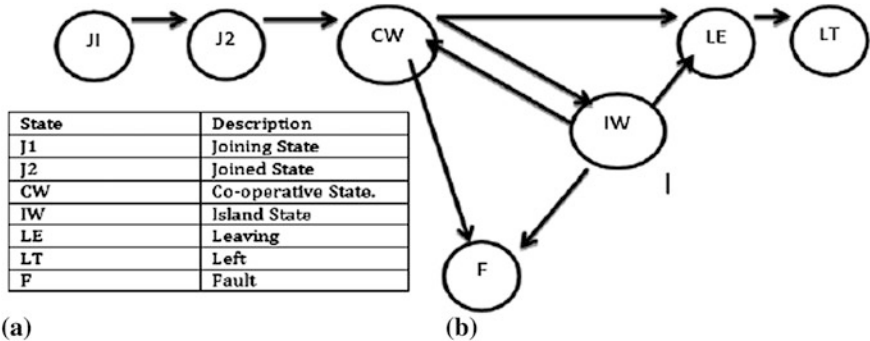 JI J2 CW LE LT
IW
F
State Description
J1 Joining State
J2 Joined State
CW Co-operative State.
IW Island State
LE Leaving
LT Left
F Fault
(a) (b)